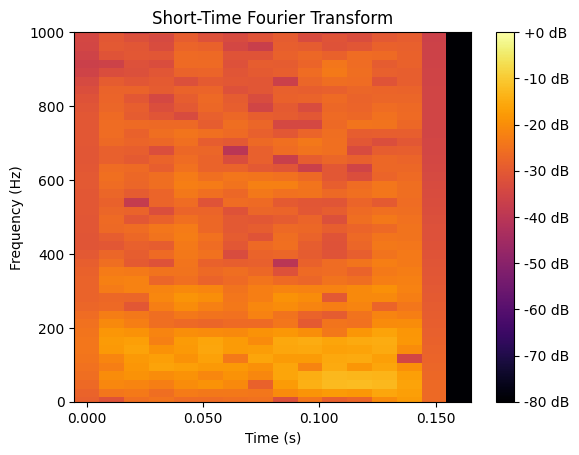 Short-Time Fourier Transform
1000
800
600
400
200
0
Frequency (Hz)
0.000
0.050
0.100
0.150
Time (s)
+0 dB
-10 dB
-20 dB
-30 dB
-40 dB
-50 dB
-60 dB
-70 dB
-80 dB